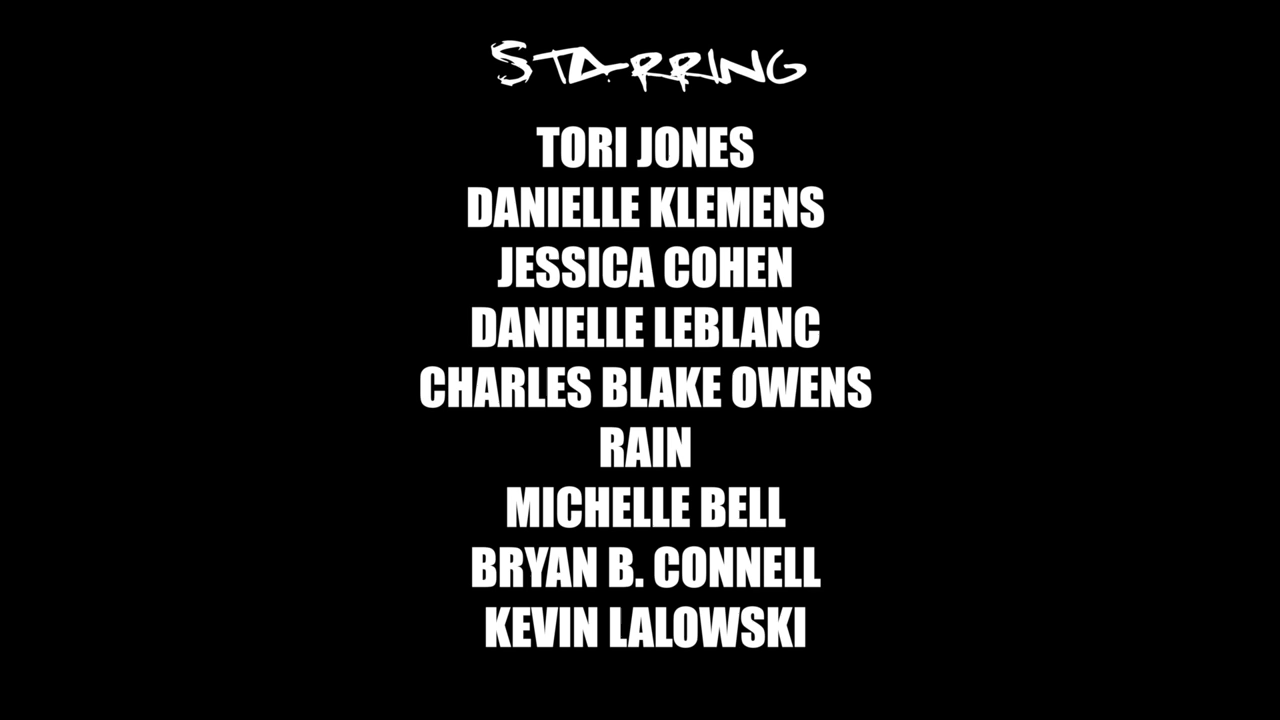 STARRING
TORI JONES
DANIELLE KLEMENS
JESSICA COHEN
DANIELLE LEBLANC
CHARLES BLAKE OWENS
RAIN
MICHELLE BELL
BRYAN B. CONNELL
KEVIN LALOWSKI